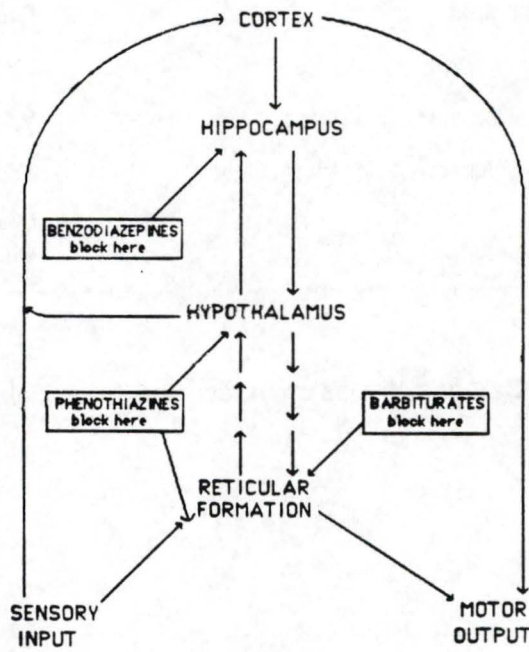 CORTEX
HIPPOCAMPUS
BENZODIAZEPINES
block here
HYPOTHALAMUS
PHENOTHIAZINES
block here
BARBITURATES
block here
RETICULAR
FORMATION
SENSORY
INPUT
MOTOR
OUTPUT